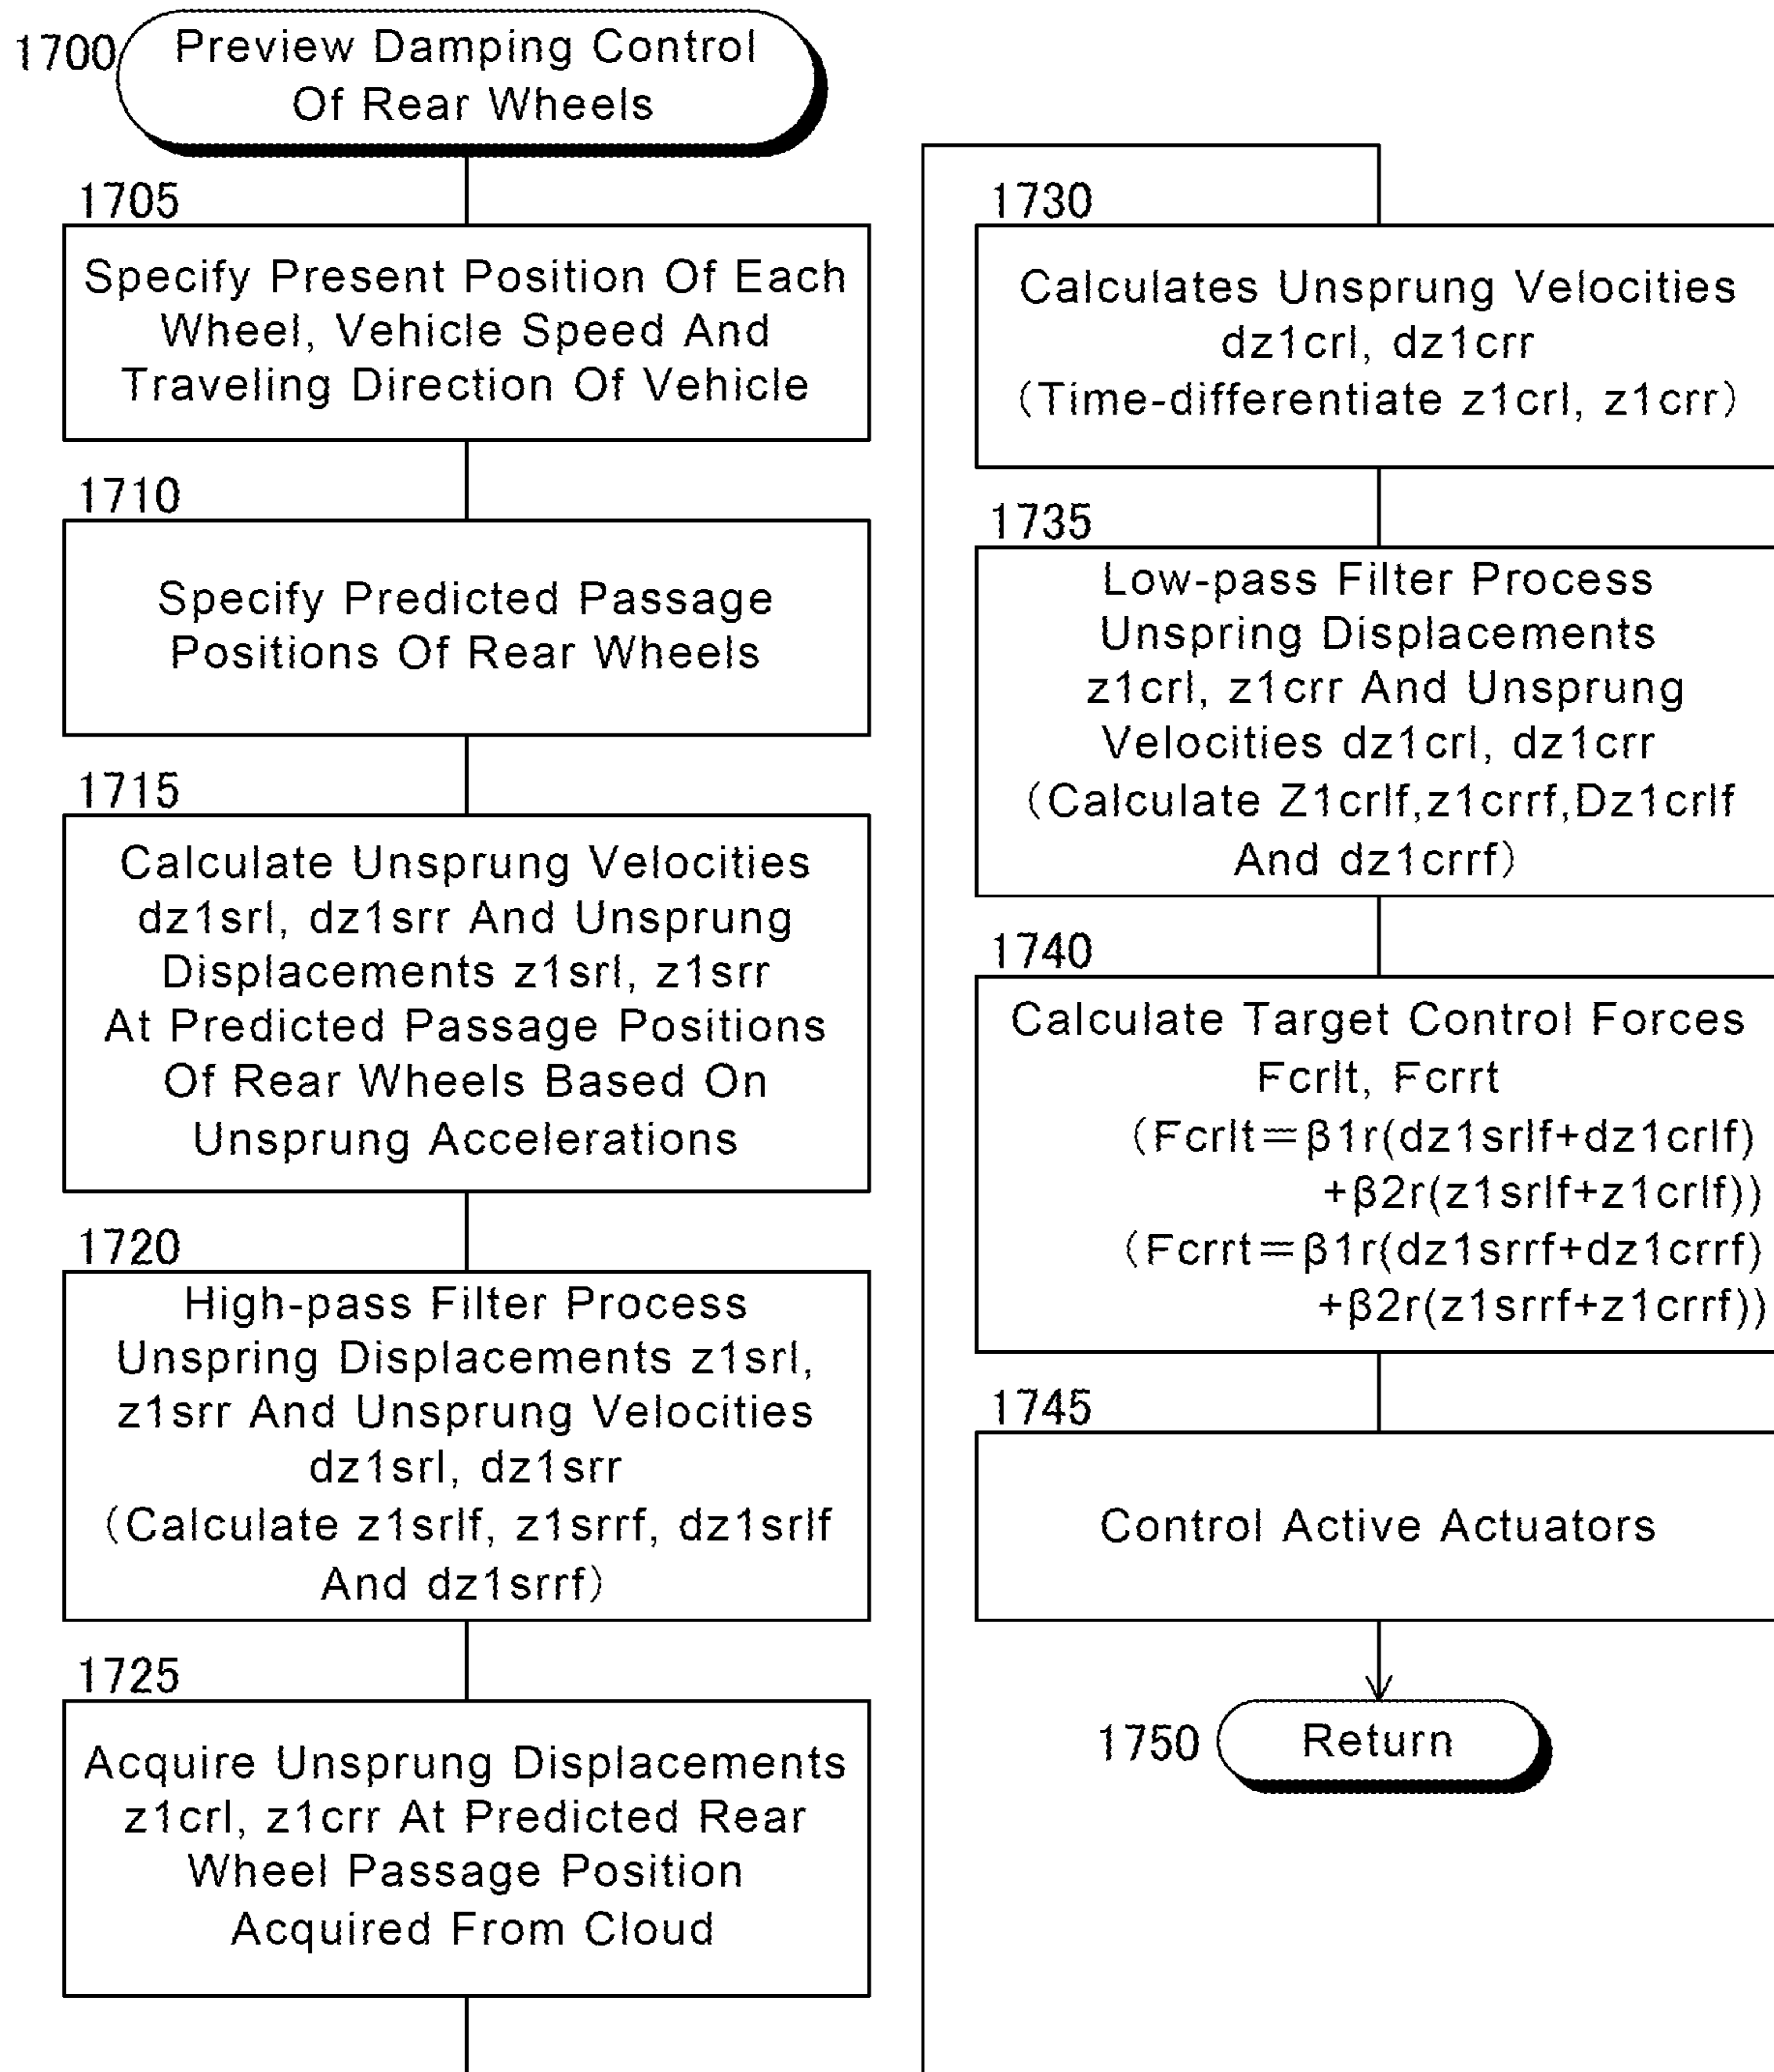 1700
Preview Damping Control
Of Rear Wheels
1705
Specify Present Position Of Each
Wheel, Vehicle Speed And
Traveling Direction Of Vehicle
1710
Specify Predicted Passage
Positions Of Rear Wheels
1715
Calculate Unsprung Velocities
dz1srl, dz1srr And Unsprung
Displacements z1srl, z1srr
At Predicted Passage Positions
Of Rear Wheels Based On
Unsprung Accelerations
1720
High-pass Filter Process
Unspring Displacements z1srl,
z1srr And Unsprung Velocities
dz1srl, dz1srr
(Calculate z1srlf, z1srrf, dz1srlf
And dz1srrf)
1725
Acquire Unsprung Displacements
z1crl, z1crr At Predicted Rear
Wheel Passage Position
Acquired From Cloud
1730
Calculates Unsprung Velocities
dz1crl, dz1crr
(Time-differentiate z1crl, z1crr)
1735
Low-pass Filter Process
Unspring Displacements
z1crl, z1crr And Unsprung
Velocities dz1crl, dz1crr
(Calculate Z1crlf,z1crrf,Dz1crlf
And dz1crrf)
1740
Calculate Target Control Forces
Fcrlt, Fcrrt
(Fcrlt=β1r(dz1srlf+dz1crlf)
+β2r(z1srlf+z1crlf))
(Fcrrt=β1r(dz1srrf+dz1crrf)
+β2r(z1srrf+z1crrf))
1745
Control Active Actuators
1750
Return